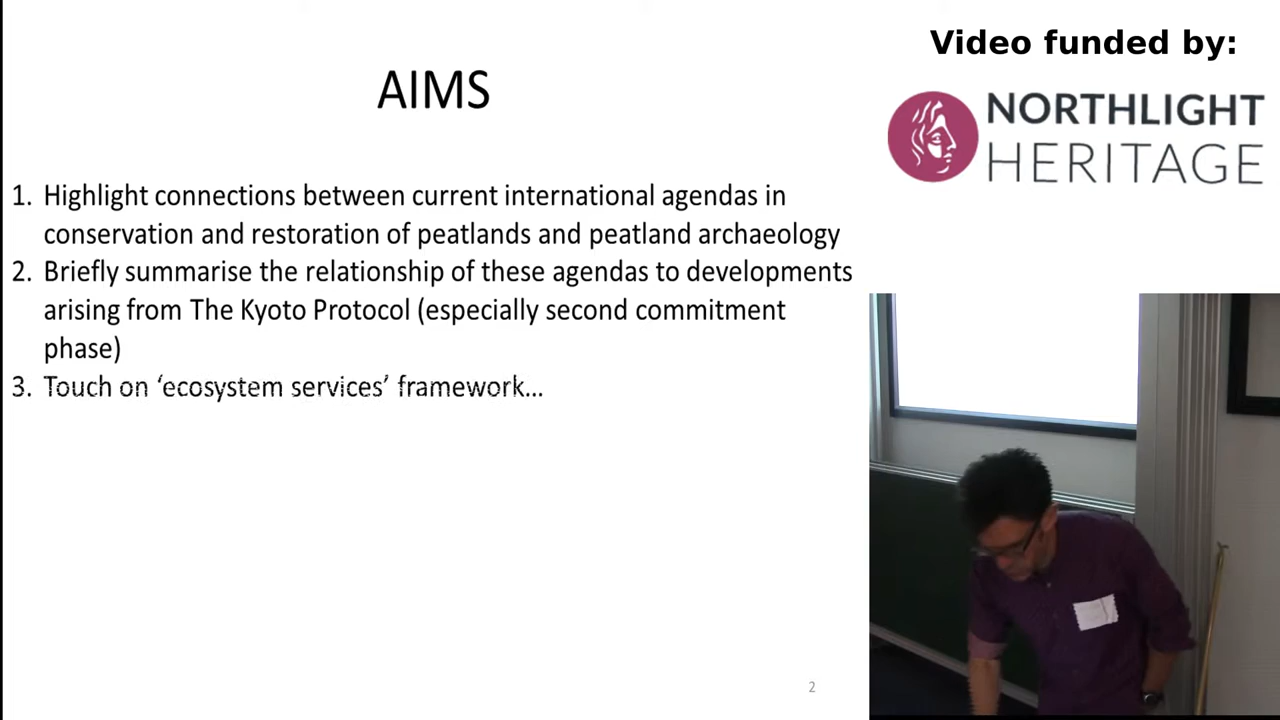 Video funded by:
NORTHLIGHT
HERITAGE
AIMS
1. Highlight connections between current international agendas in
conservation and restoration of peatlands and peatland archaeology
2. Briefly summarise the relationship of these agendas to developments
arising from The Kyoto Protocol (especially second commitment
phase)
3. Touch on ‘ecosystem services’ framework...
2